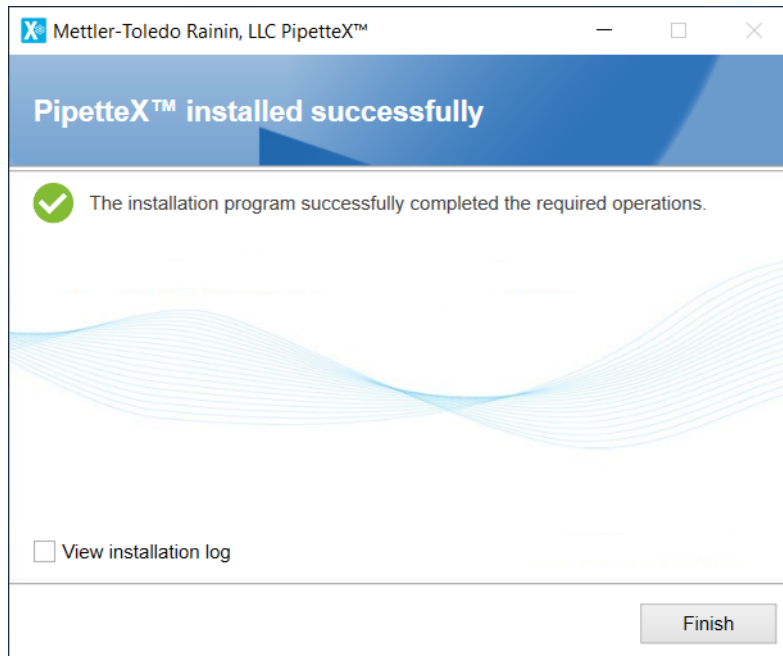 Mettler-Toledo Rainin, LLC PipetteX™
PipetteX™ installed successfully
The installation program successfully completed the required operations.
View installation log
Finish